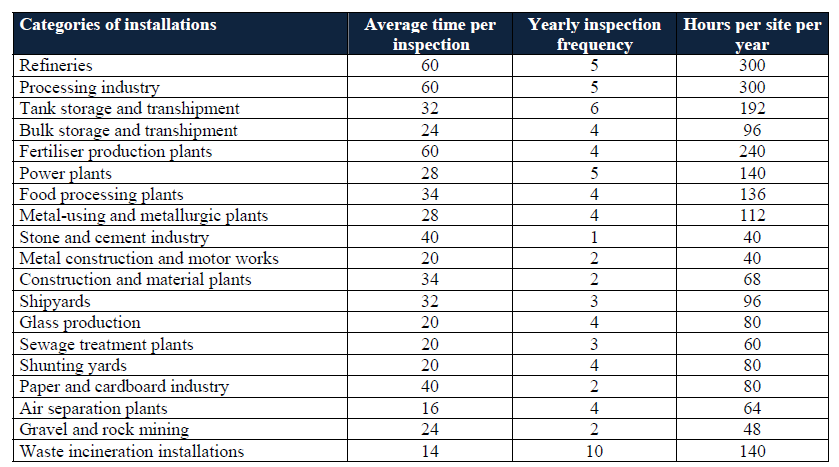 Categories of installations Average time per inspection Yearly inspection frequency Hours per site per year
Refineries 60 5 300
Processing industry 60 5 300
Tank storage and transhipment 32 6 192
Bulk storage and transhipment 24 4 96
Fertiliser production plants 60 4 240
Power plants 28 5 140
Food processing plants 34 4 136
Metal-using and metallurgic plants 28 4 112
Stone and cement industry 40 1 40
Metal construction and motor works 20 2 40
Construction and material plants 34 2 68
Shipyards 32 3 96
Glass production 20 4 80
Sewage treatment plants 20 3 60
Shunting yards 20 4 80
Paper and cardboard industry 40 2 80
Air separation plants 16 4 64
Gravel and rock mining 24 2 48
Waste incineration installations 14 10 140